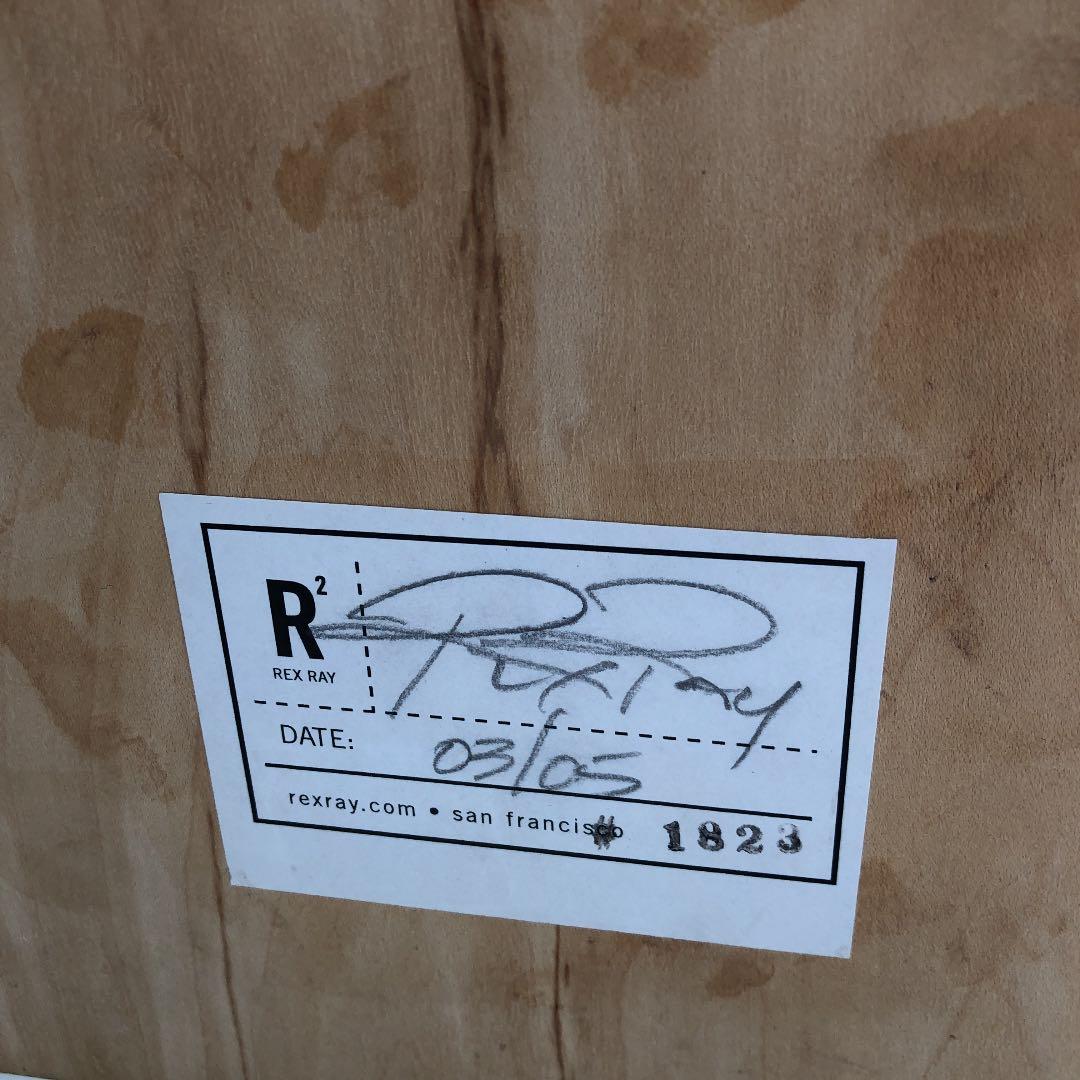 R²
REX RAY
Rex Ray
DATE: 03/05
rexray.com • san francisco # 1823